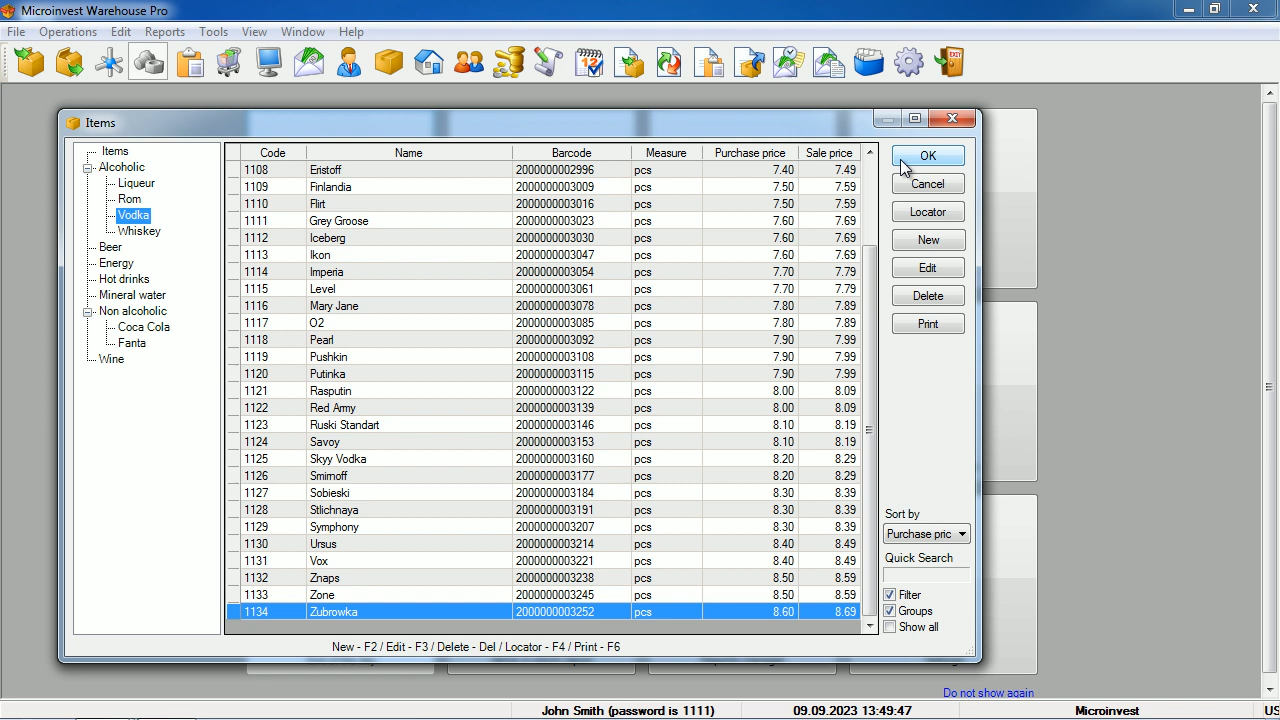 Microinvest Warehouse Pro
File Operations Edit Reports Tools View Window Help
Items
Items
Alcoholic
Liqueur
Rom
Vodka
Whiskey
Beer
Energy
Hot drinks
Mineral water
Non alcoholic
Coca Cola
Fanta
Wine
Code Name Barcode Measure Purchase price Sale price
1108 Eristoff 2000000002996 pcs 7.40 7.49
1109 Finlandia 2000000003009 pcs 7.50 7.59
1110 Flirt 2000000003016 pcs 7.50 7.59
1111 Grey Groose 2000000003023 pcs 7.60 7.69
1112 Iceberg 2000000003030 pcs 7.60 7.69
1113 Ikon 2000000003047 pcs 7.60 7.69
1114 Imperia 2000000003054 pcs 7.70 7.79
1115 Level 2000000003061 pcs 7.70 7.79
1116 Mary Jane 2000000003078 pcs 7.80 7.89
1117 O2 2000000003085 pcs 7.80 7.89
1118 Pearl 2000000003092 pcs 7.90 7.99
1119 Pushkin 2000000003108 pcs 7.90 7.99
1120 Putinka 2000000003115 pcs 7.90 7.99
1121 Rasputin 2000000003122 pcs 8.00 8.09
1122 Red Army 2000000003139 pcs 8.00 8.09
1123 Ruski Standart 2000000003146 pcs 8.10 8.19
1124 Savoy 2000000003153 pcs 8.10 8.19
1125 Skyy Vodka 2000000003160 pcs 8.20 8.29
1126 Smirnoff 2000000003177 pcs 8.20 8.29
1127 Sobieski 2000000003184 pcs 8.30 8.39
1128 Stlichnaya 2000000003191 pcs 8.30 8.39
1129 Symphony 2000000003207 pcs 8.30 8.39
1130 Ursus 2000000003214 pcs 8.40 8.49
1131 Vox 2000000003221 pcs 8.40 8.49
1132 Znaps 2000000003238 pcs 8.50 8.59
1133 Zone 2000000003245 pcs 8.50 8.59
1134 Zubrowka 2000000003252 pcs 8.60 8.69
OK
Cancel
Locator
New
Edit
Delete
Print
Sort by
Purchase pric
Quick Search
Filter
Groups
Show all
New - F2 / Edit - F3 / Delete - Del / Locator - F4 / Print - F6
Do not show again
John Smith (password is 1111) 09.09.2023 13:49:47 Microinvest US